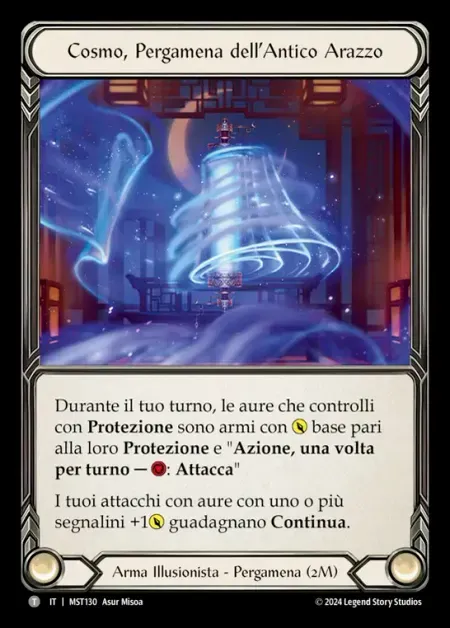 Cosmo, Pergamena dell'Antico Arazzo
Durante il tuo turno, le aure che controlli
con Protezione sono armi con base pari
alla loro Protezione e "Azione, una volta
per turno — : Attacca"
I tuoi attacchi con aure con uno o più
segnalini +1 guadagnano Continua.
Arma Illusionista - Pergamena (2M)
T IT | MST130 Asur Misoa
© 2024 Legend Story Studios